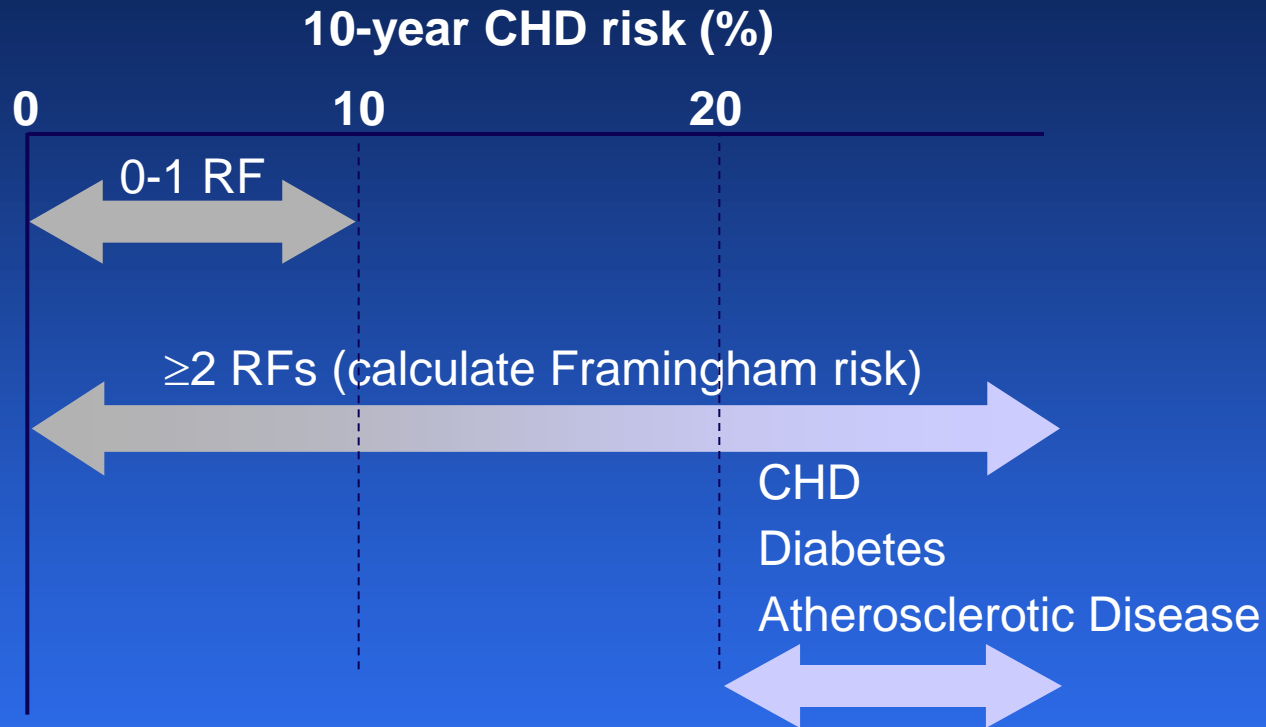 10-year CHD risk (%)
0 10 20
0-1 RF
≥2 RFs (calculate Framingham risk)
CHD
Diabetes
Atherosclerotic Disease